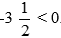 -3 1/2 < 0.